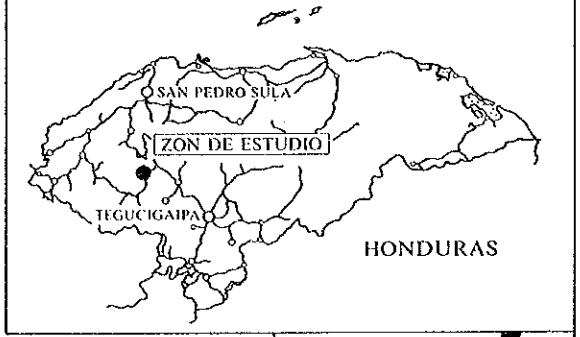 SAN PEDRO SULA
ZON DE ESTUDIO
TEGUCIGAIPA
HONDURAS